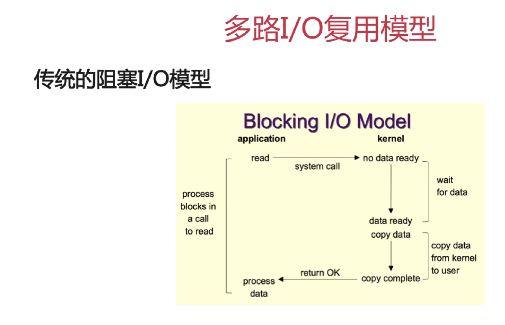 多路I/O复用模型
传统的阻塞I/O模型
Blocking I/O Model
application
kernel
read
system call
no data ready
process
blocks in
a call
to read
wait
for data
data ready
copy data
copy data
from kernel
to user
return OK
copy complete
process
data